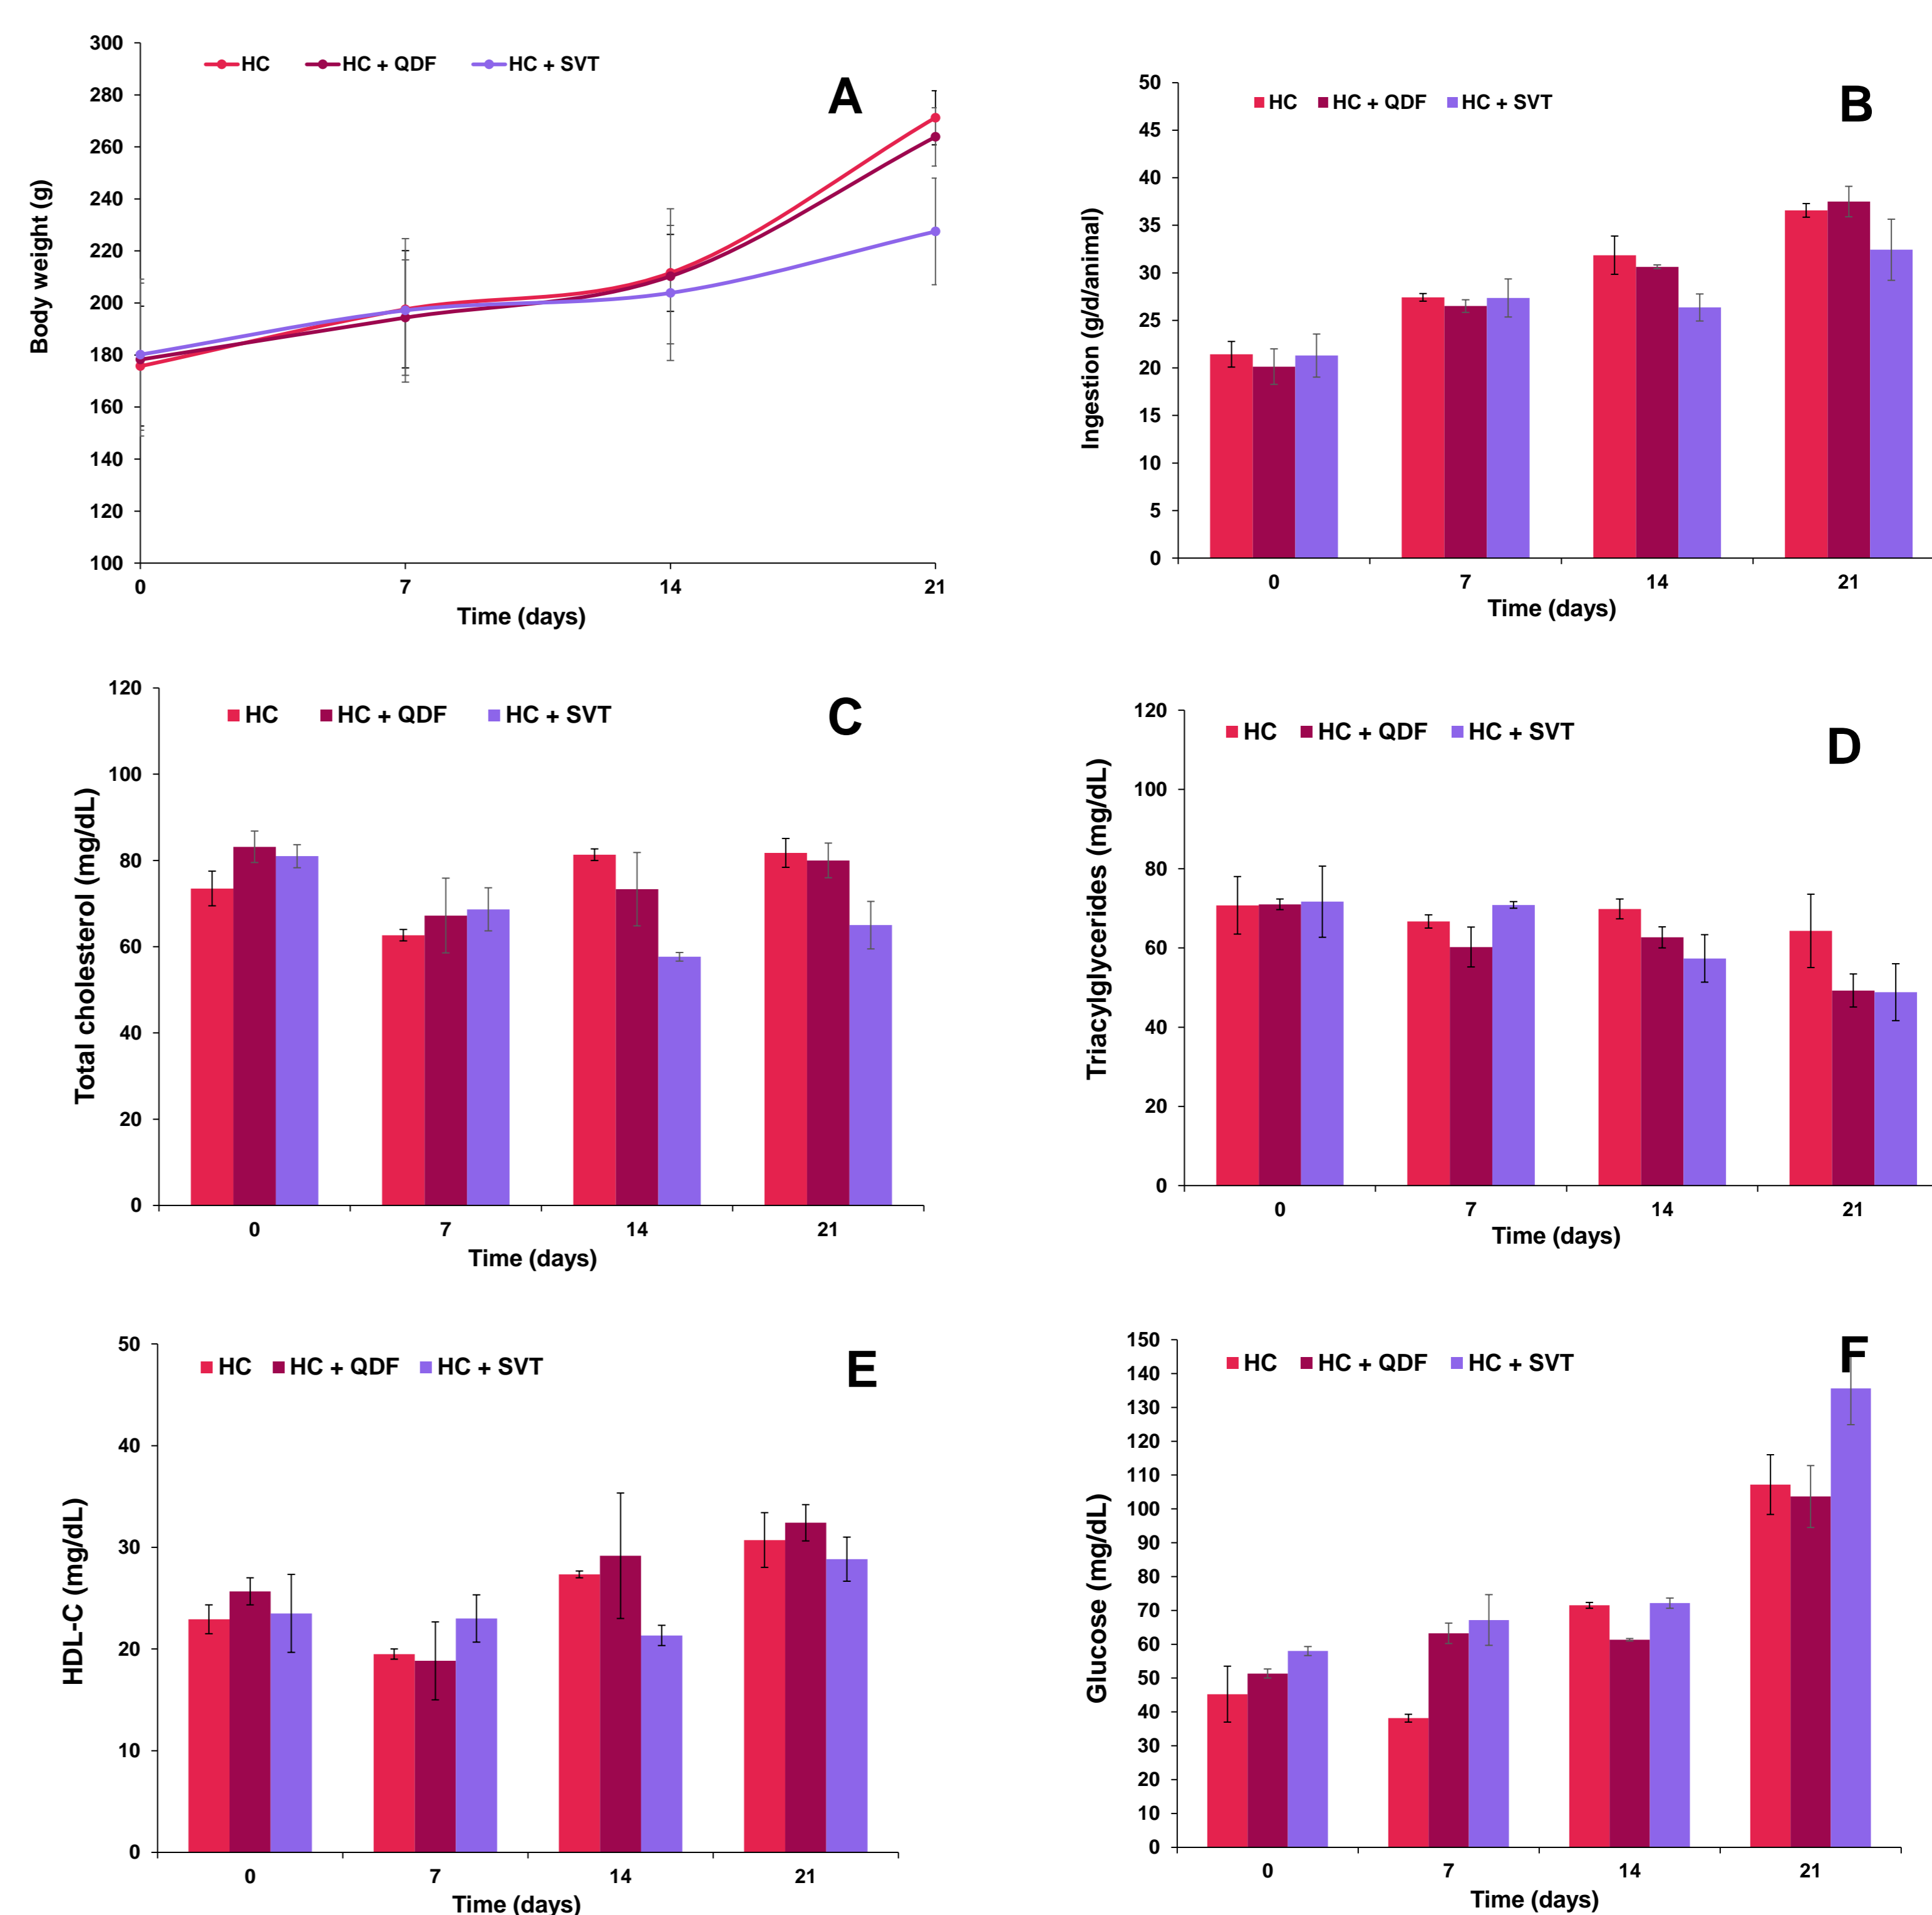 300
280
260
240
220
200
180
160
140
120
100
HC
HC + QDF
HC + SVT
A
Body weight (g)
0
7
14
21
Time (days)
50
45
40
35
30
25
20
15
10
5
0
HC
HC + QDF
HC + SVT
B
Ingestion (g/d/animal)
0
7
14
21
Time (days)
120
100
80
60
40
20
0
HC
HC + QDF
HC + SVT
C
Total cholesterol (mg/dL)
0
7
14
21
Time (days)
120
100
80
60
40
20
0
HC
HC + QDF
HC + SVT
D
Triacylglycerides (mg/dL)
0
7
14
21
Time (days)
50
40
30
20
10
0
HC
HC + QDF
HC + SVT
E
HDL-C (mg/dL)
0
7
14
21
Time (days)
150
140
130
120
110
100
90
80
70
60
50
40
30
20
10
0
HC
HC + QDF
HC + SVT
F
Glucose (mg/dL)
0
7
14
21
Time (days)